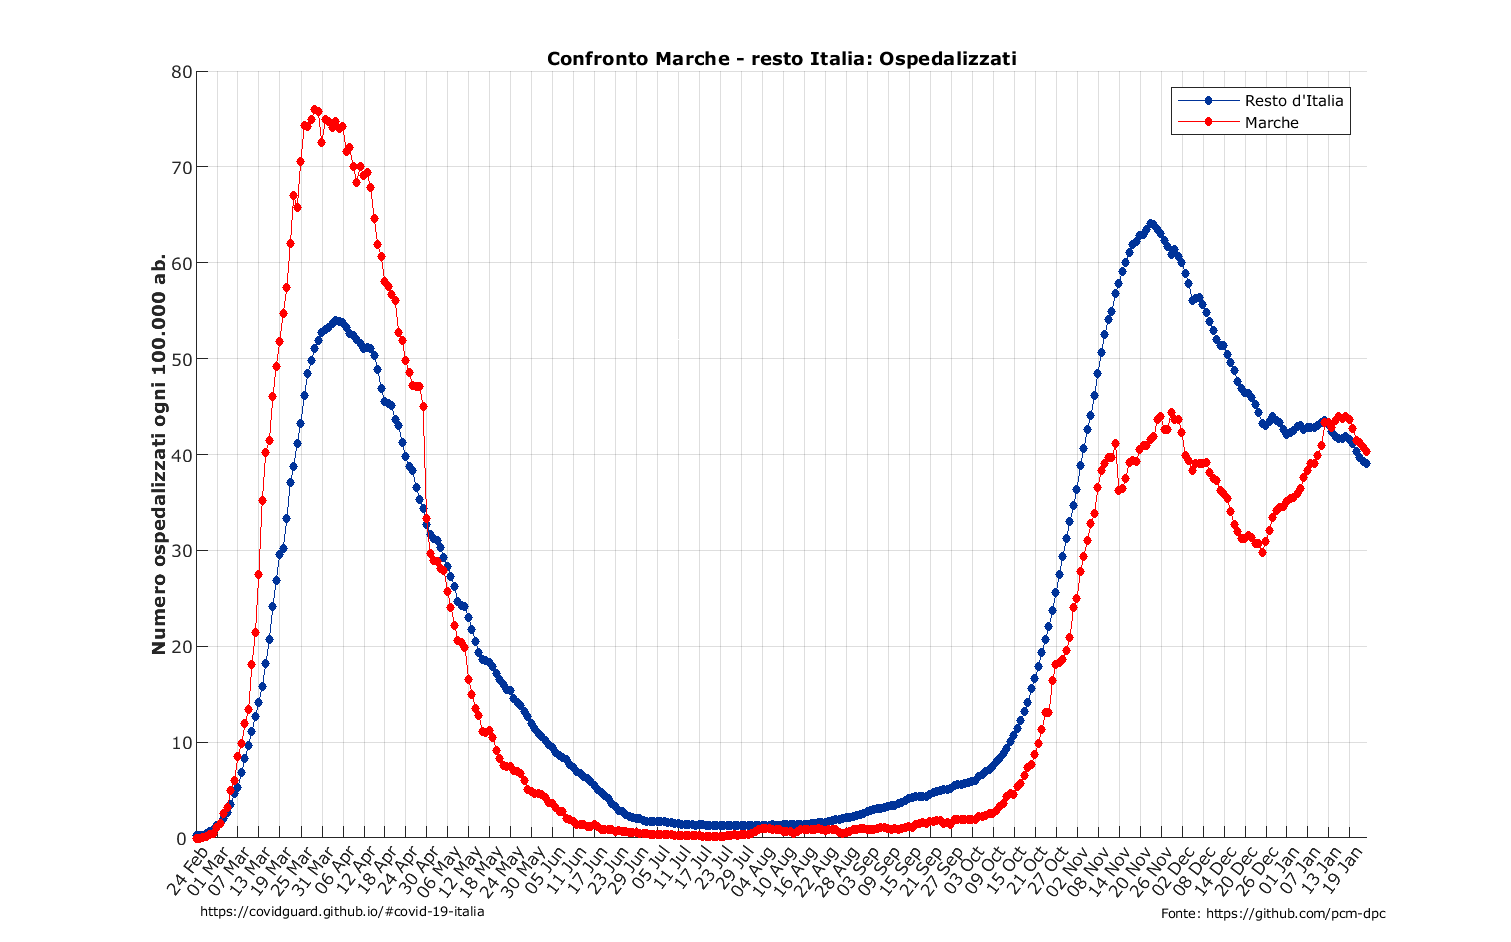 Confronto Marche - resto Italia: Ospedalizzati
Numero ospedalizzati ogni 100.000 ab.
80
70
60
50
40
30
20
10
0
Resto d'Italia
Marche
24 Feb
01 Mar
07 Mar
13 Mar
19 Mar
25 Mar
31 Mar
06 Apr
12 Apr
18 Apr
24 Apr
30 Apr
06 May
12 May
18 May
24 May
30 May
05 Jun
11 Jun
17 Jun
23 Jun
29 Jun
05 Jul
11 Jul
17 Jul
23 Jul
29 Jul
04 Aug
10 Aug
16 Aug
22 Aug
28 Aug
03 Sep
09 Sep
15 Sep
21 Sep
27 Sep
03 Oct
09 Oct
15 Oct
21 Oct
27 Oct
02 Nov
08 Nov
14 Nov
20 Nov
26 Nov
02 Dec
08 Dec
14 Dec
20 Dec
26 Dec
01 Jan
07 Jan
13 Jan
19 Jan
https://covidguard.github.io/#covid-19-italia
Fonte: https://github.com/pcm-dpc